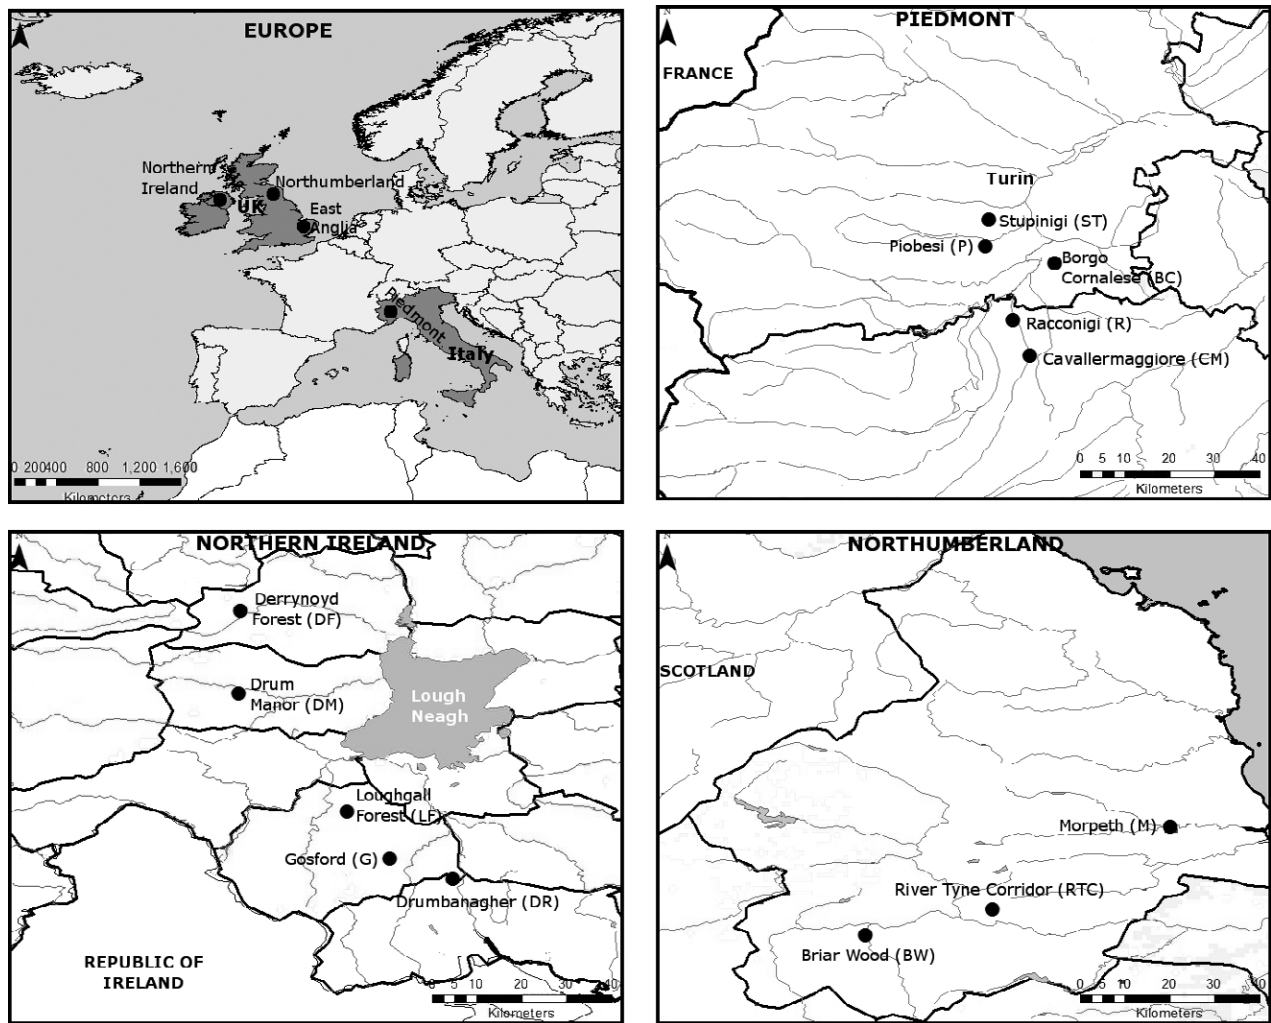 EUROPE
Northern
Ireland
Northumberland
UK
East
Anglia
Piedmont
Italy
0 200 400 800 1,200 1,600
Kilometers
PIEDMONT
FRANCE
Turin
Stupinigi (ST)
Piobesi (P)
Borgo
Cornalese (BC)
Racconigi (R)
Cavallermaggiore (CM)
0 5 10 20 30 40
Kilometers
NORTHERN IRELAND
Derrynoyd
Forest (DF)
Drum
Manor (DM)
Lough
Neagh
Loughgall
Forest (LF)
Gosford (G)
Drumbanagher (DR)
REPUBLIC OF
IRELAND
0 5 10 20 30 40
Kilometers
NORTHUMBERLAND
SCOTLAND
Morpeth (M)
River Tyne Corridor (RTC)
Briar Wood (BW)
0 5 10 20 30 40
Kilometers